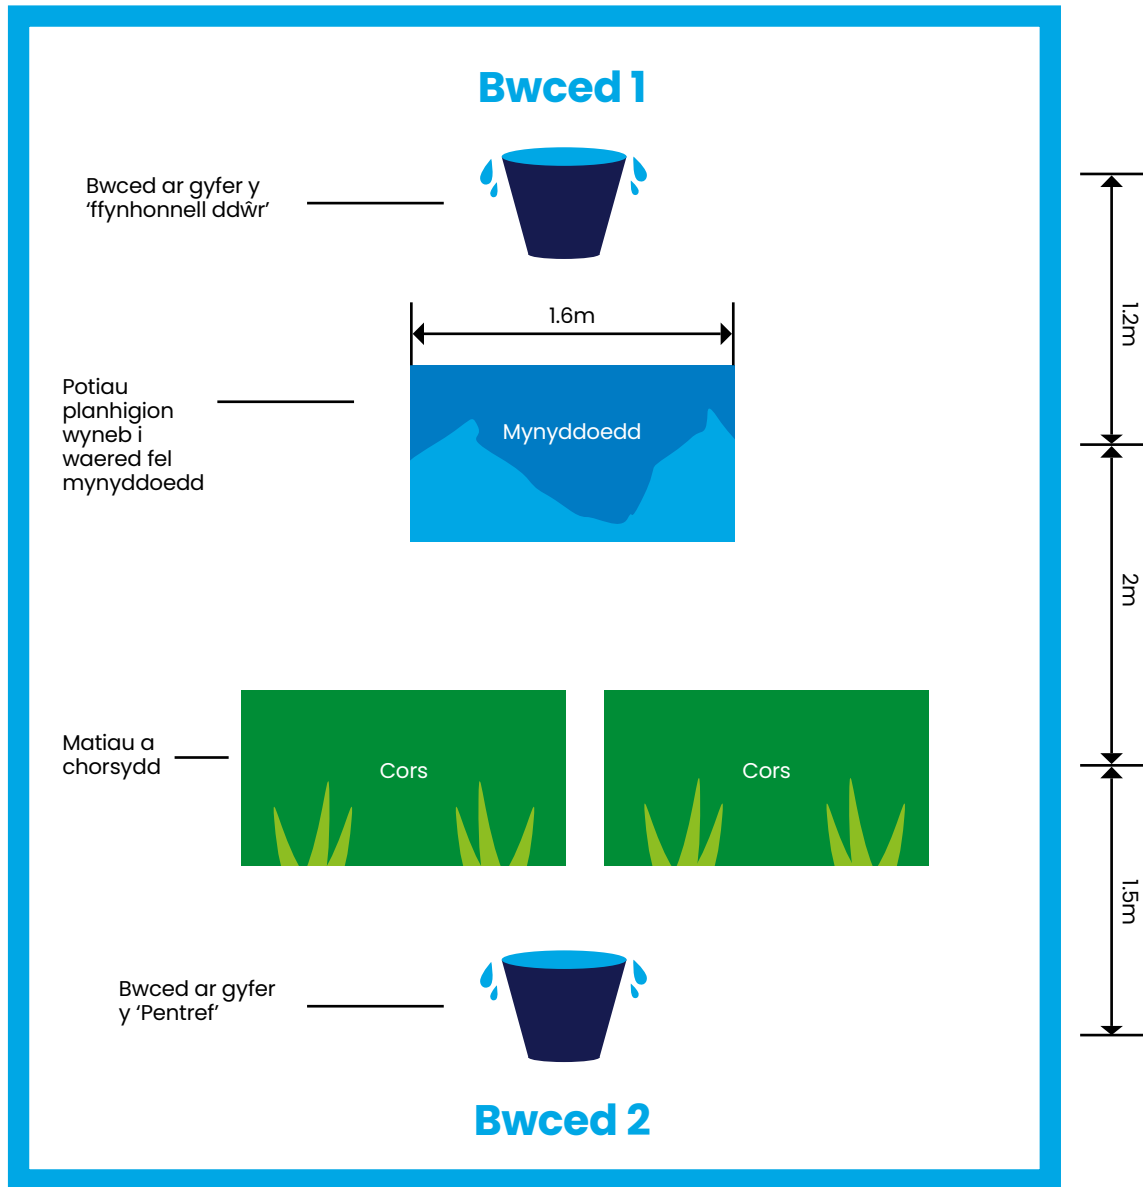 Bwced 1
Bwced ar gyfer y
‘ffynhonnell ddŵr’
1.2m
1.6m
Potiau
planhigion
wyneb i
waered fel
mynyddoedd
Mynyddoedd
2m
Matiau a
chorsydd
Cors
Cors
1.5m
Bwced ar gyfer
y ‘Pentref’
Bwced 2